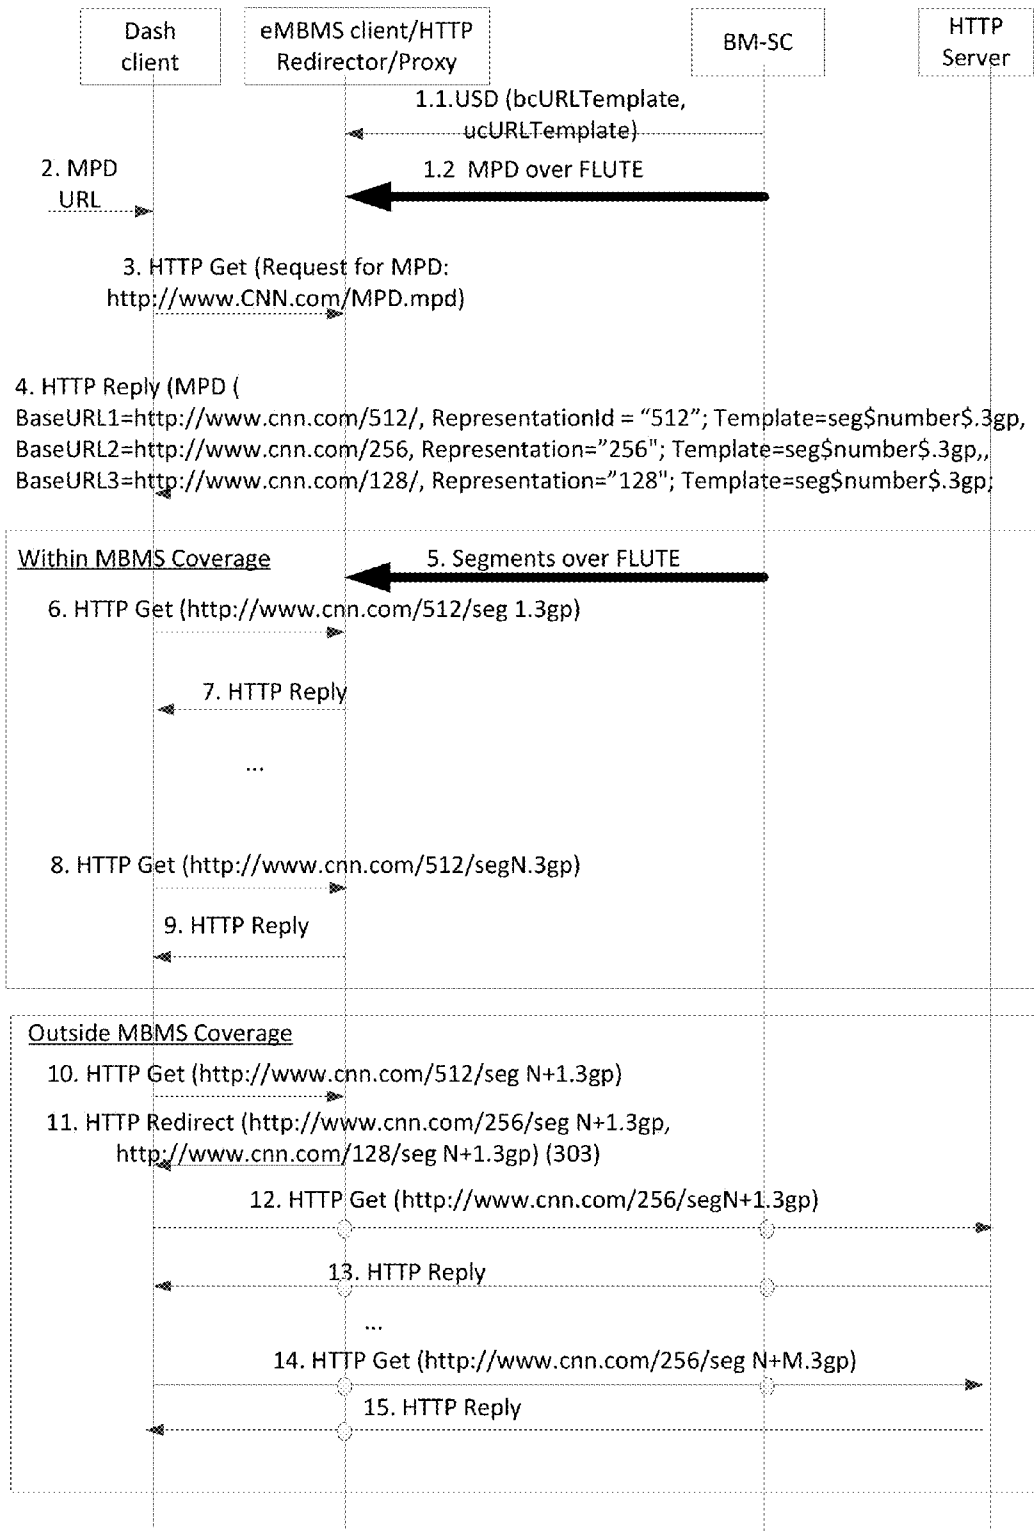 Dash
client
eMBMS client/HTTP
Redirector/Proxy
BM-SC
HTTP
Server
1.1.USD (bcURLTemplate,
ucURLTemplate)
2. MPD
URL
1.2 MPD over FLUTE
3. HTTP Get (Request for MPD:
http://www.CNN.com/MPD.mpd)
4. HTTP Reply (MPD (
BaseURL1=http://www.cnn.com/512/, RepresentationId = “512”; Template=seg$number$.3gp,
BaseURL2=http://www.cnn.com/256, Representation=”256"; Template=seg$number$.3gp,,
BaseURL3=http://www.cnn.com/128/, Representation=”128"; Template=seg$number$.3gp;
Within MBMS Coverage
5. Segments over FLUTE
6. HTTP Get (http://www.cnn.com/512/seg 1.3gp)
7. HTTP Reply
...
8. HTTP Get (http://www.cnn.com/512/segN.3gp)
9. HTTP Reply
Outside MBMS Coverage
10. HTTP Get (http://www.cnn.com/512/seg N+1.3gp)
11. HTTP Redirect (http://www.cnn.com/256/seg N+1.3gp,
http://www.cnn.com/128/seg N+1.3gp) (303)
12. HTTP Get (http://www.cnn.com/256/segN+1.3gp)
13. HTTP Reply
...
14. HTTP Get (http://www.cnn.com/256/seg N+M.3gp)
15. HTTP Reply